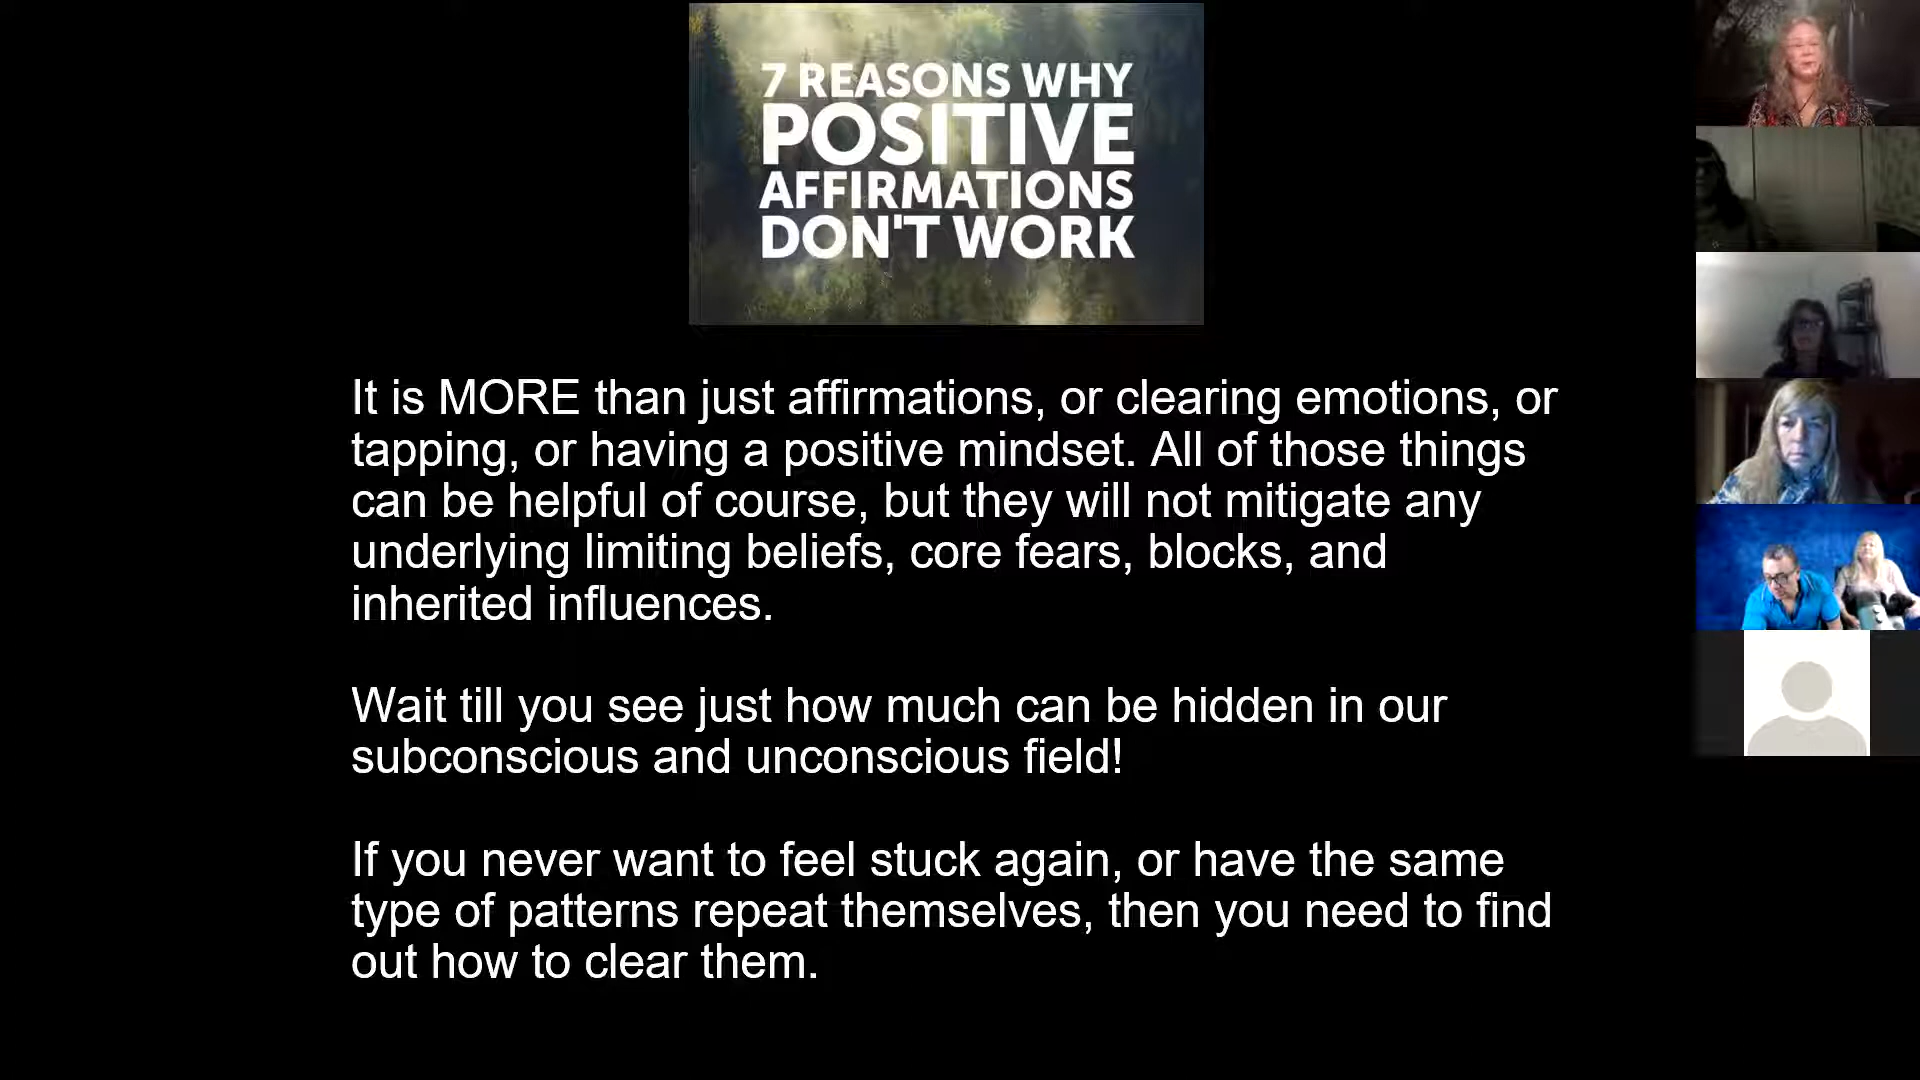 7 REASONS WHY
POSITIVE
AFFIRMATIONS
DON'T WORK
It is MORE than just affirmations, or clearing emotions, or
tapping, or having a positive mindset. All of those things
can be helpful of course, but they will not mitigate any
underlying limiting beliefs, core fears, blocks, and
inherited influences.
Wait till you see just how much can be hidden in our
subconscious and unconscious field!
If you never want to feel stuck again, or have the same
type of patterns repeat themselves, then you need to find
out how to clear them.